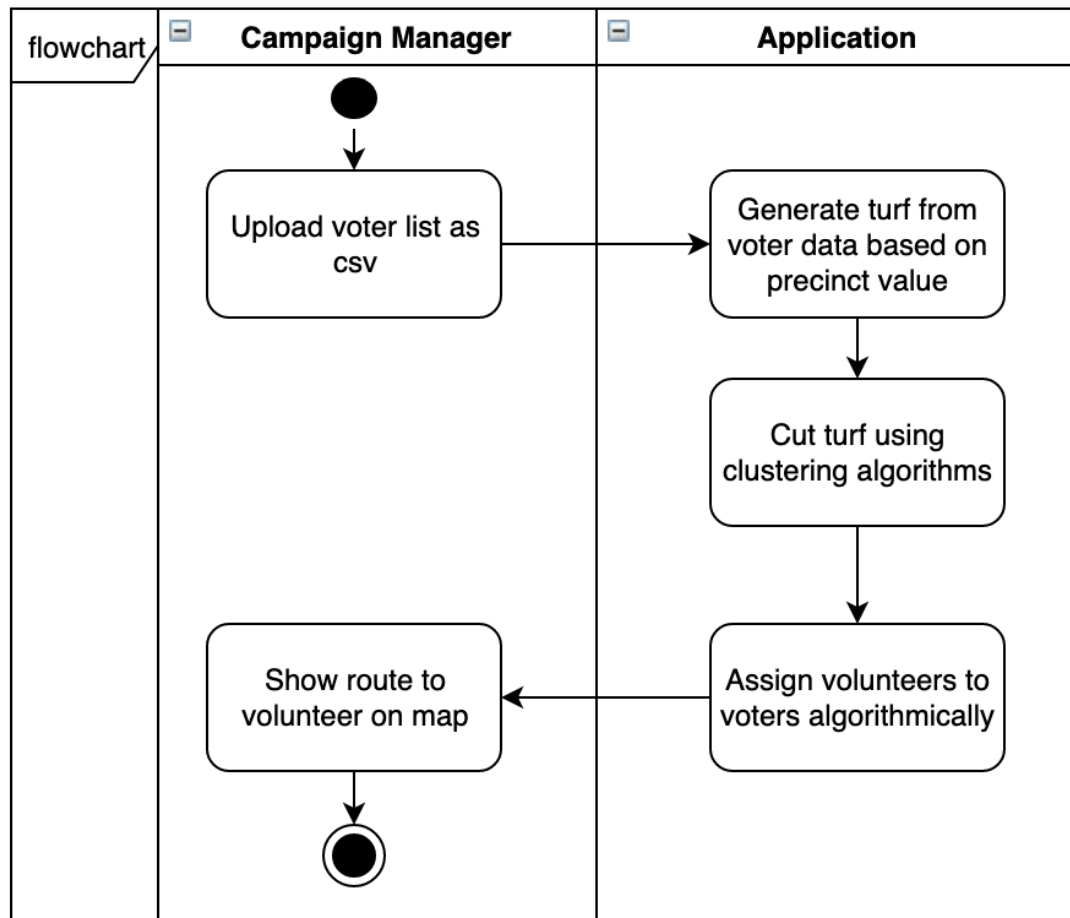 flowchart
Campaign Manager
Application
Upload voter list as
csv
Generate turf from
voter data based on
precinct value
Cut turf using
clustering algorithms
Assign volunteers to
voters algorithmically
Show route to
volunteer on map